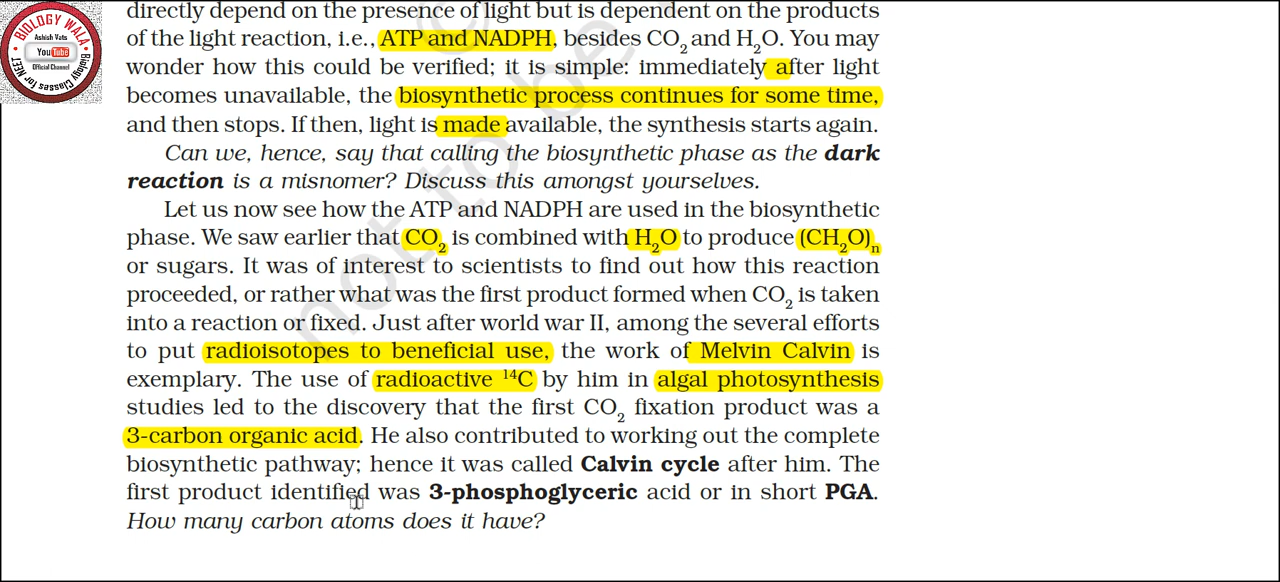 BIOLOGY WALA
Ashish Vats
YouTube
Official Channel
Biology Classes for NEET
directly depend on the presence of light but is dependent on the products
of the light reaction, i.e., ATP and NADPH, besides CO2 and H2O. You may
wonder how this could be verified; it is simple: immediately after light
becomes unavailable, the biosynthetic process continues for some time,
and then stops. If then, light is made available, the synthesis starts again.
Can we, hence, say that calling the biosynthetic phase as the dark
reaction is a misnomer? Discuss this amongst yourselves.
Let us now see how the ATP and NADPH are used in the biosynthetic
phase. We saw earlier that CO2 is combined with H2O to produce (CH2O)n
or sugars. It was of interest to scientists to find out how this reaction
proceeded, or rather what was the first product formed when CO2 is taken
into a reaction or fixed. Just after world war II, among the several efforts
to put radioisotopes to beneficial use, the work of Melvin Calvin is
exemplary. The use of radioactive 14C by him in algal photosynthesis
studies led to the discovery that the first CO2 fixation product was a
3-carbon organic acid. He also contributed to working out the complete
biosynthetic pathway; hence it was called Calvin cycle after him. The
first product identified was 3-phosphoglyceric acid or in short PGA.
How many carbon atoms does it have?
© not to be